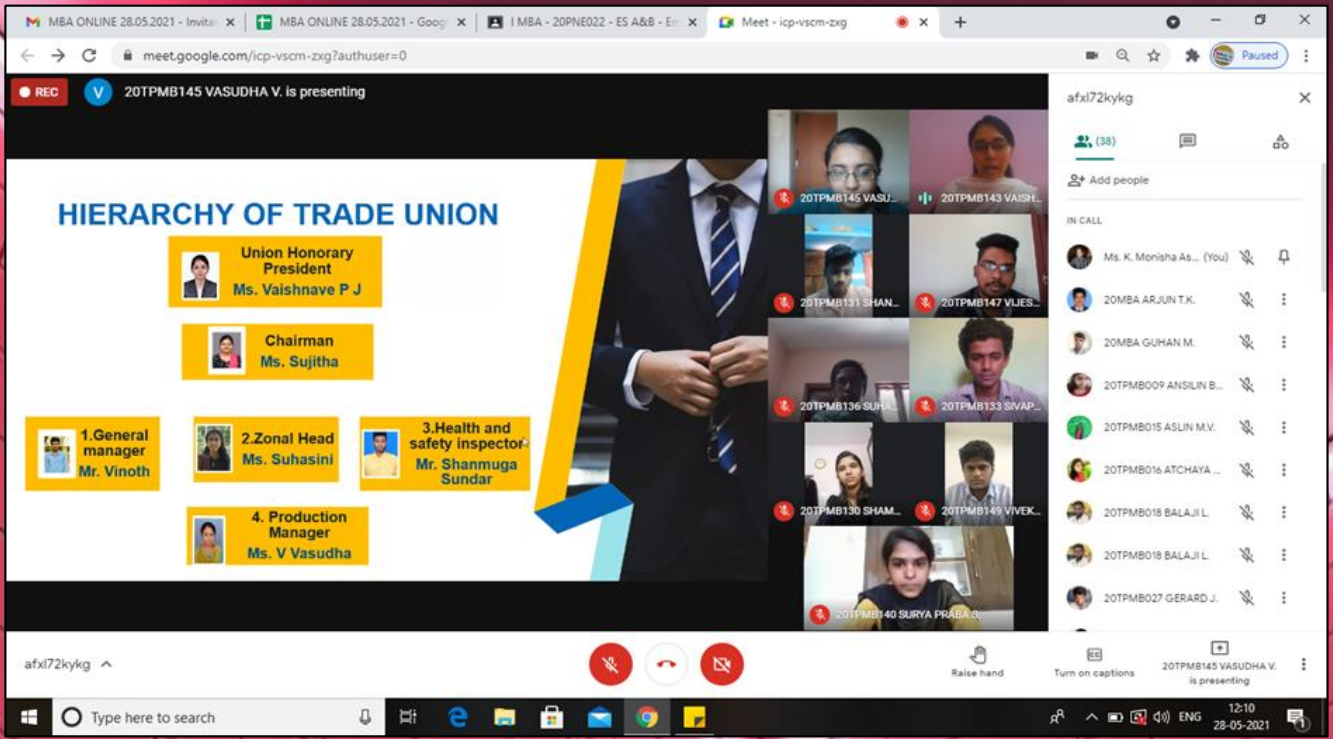 MBA ONLINE 28.05.2021 - Invita
MBA ONLINE 28.05.2021 - Goog
I MBA - 20PNE022 - ES A&B - En
Meet - icp-vscm-zxg
meet.google.com/icp-vscm-zxg?authuser=0
Paused
REC
V
20TPMB145 VASUDHA V. is presenting
HIERARCHY OF TRADE UNION
Union Honorary
President
Ms. Vaishnave P J
Chairman
Ms. Sujitha
1.General
manager
Mr. Vinoth
2.Zonal Head
Ms. Suhasini
3.Health and
safety inspector
Mr. Shanmuga
Sundar
4. Production
Manager
Ms. V Vasudha
20TPMB145 VASU...
20TPMB143 VAISH...
20TPMB131 SHAN...
20TPMB147 VIJES...
20TPMB136 SUHA...
20TPMB133 SIVAP...
20TPMB130 SHAM...
20TPMB149 VIVEK...
20TPMB140 SURYA PRABA S...
afxl72kykg
(38)
Add people
IN CALL
Ms. K. Monisha As... (You)
20MBA ARJUN T.K.
20MBA GUHAN M.
20TPMB009 ANSILIN B...
20TPMB015 ASLIN M.V.
20TPMB016 ATCHAYA ...
20TPMB018 BALAJI L.
20TPMB018 BALAJI L.
20TPMB027 GERARD J.
afxl72kykg
Raise hand
CC
Turn on captions
20TPMB145 VASUDHA V.
is presenting
Type here to search
ENG
12:10
28-05-2021